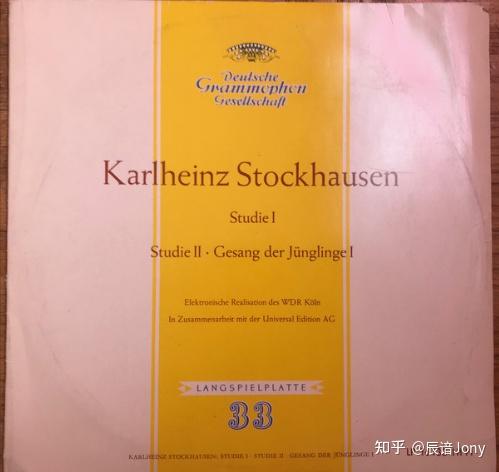 Deutsche
Grammophon
Gesellschaft
Karlheinz Stockhausen
Studie I
Studie II · Gesang der Jünglinge I
Elektronische Realisation des WDR Köln
In Zusammenarbeit mit der Universal Edition AG
LANGSPIELPLATTE
33
KARLHEINZ STOCKHAUSEN: STUDIE I · STUDIE II · GESANG DER JÜNGLINGE I
知乎 @辰谙Jony